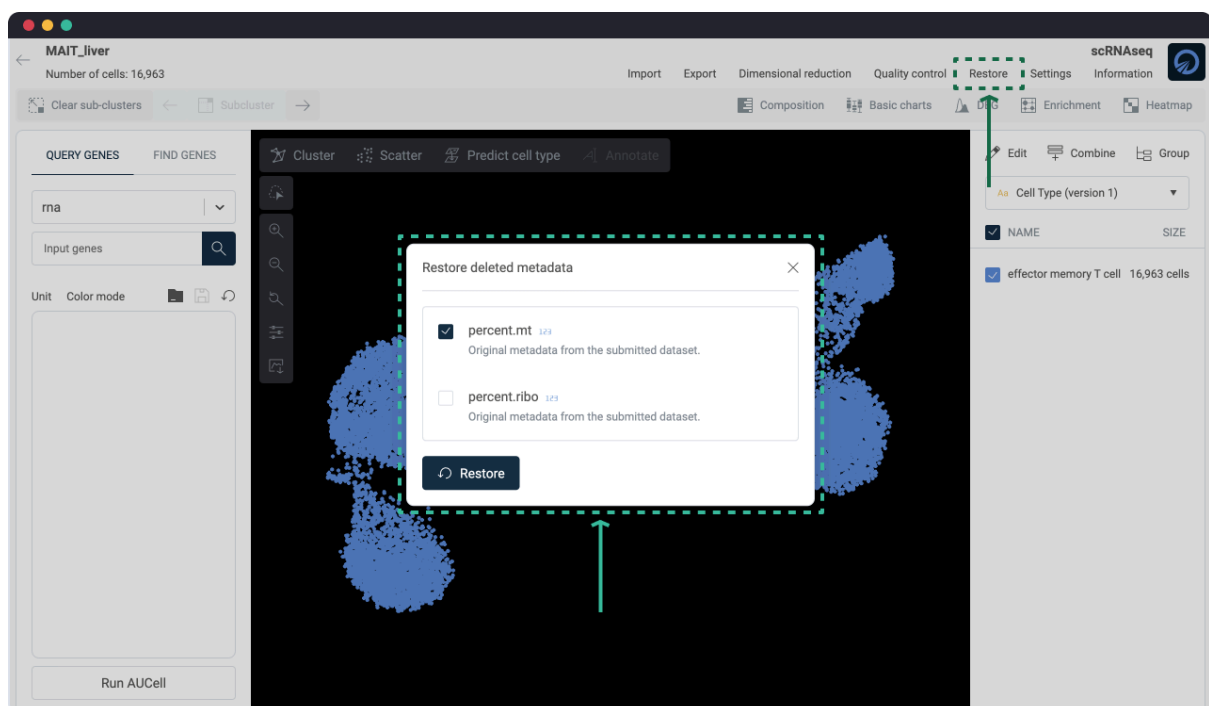 MAIT_liver
Number of cells: 16,963
scRNAseq
Import Export Dimensional reduction Quality control Restore Settings Information
Clear sub-clusters Subcluster
Composition Basic charts DEG Enrichment Heatmap
QUERY GENES FIND GENES
Cluster Scatter Predict cell type Annotate
Edit Combine Group
rna
Aa Cell Type (version 1)
Input genes
NAME SIZE
effector memory T cell 16,963 cells
Unit Color mode
Restore deleted metadata
percent.mt 123
Original metadata from the submitted dataset.
percent.ribo 123
Original metadata from the submitted dataset.
Restore
Run AUCell